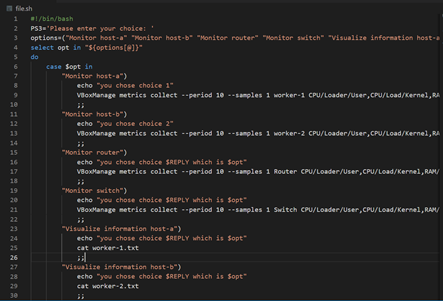 file.sh
1 #!/bin/bash
2 PS3='Please enter your choice: '
3 options=("Monitor host-a" "Monitor host-b" "Monitor router" "Monitor switch" "Visualize information host-a
4 select opt in "${options[@]}"
5 do
6 case $opt in
7 "Monitor host-a")
8 echo "you chose choice 1"
9 VBoxManage metrics collect --period 10 --samples 1 worker-1 CPU/Loader/User,CPU/Load/Kernel,RA
10 ;;
11 "Monitor host-b")
12 echo "you chose choice 2"
13 VBoxManage metrics collect --period 10 --samples 1 worker-2 CPU/Loader/User,CPU/Load/Kernel,RA
14 ;;
15 "Monitor router")
16 echo "you chose choice $REPLY which is $opt"
17 VBoxManage metrics collect --period 10 --samples 1 Router CPU/Loader/User,CPU/Load/Kernel,RAM/
18 ;;
19 "Monitor switch")
20 echo "you chose choice $REPLY which is $opt"
21 VBoxManage metrics collect --period 10 --samples 1 Switch CPU/Loader/User,CPU/Load/Kernel,RAM/
22 ;;
23 "Visualize information host-a")
24 echo "you chose choice $REPLY which is $opt"
25 cat worker-1.txt
26 ;;
27 "Visualize information host-b")
28 echo "you chose choice $REPLY which is $opt"
29 cat worker-2.txt
30 ;;